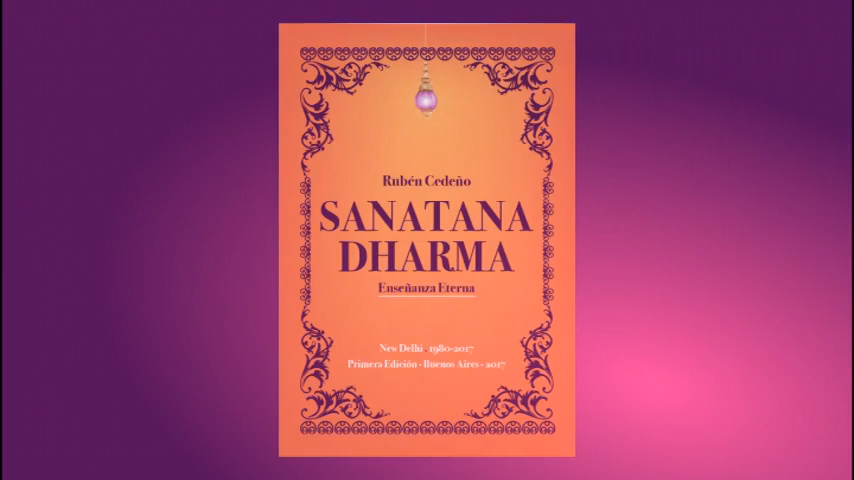 Rubén Cedeño
SANATANA
DHARMA
Enseñanza Eterna
New Delhi - 1980-2017
Primera Edición - Buenos Aires - 2017